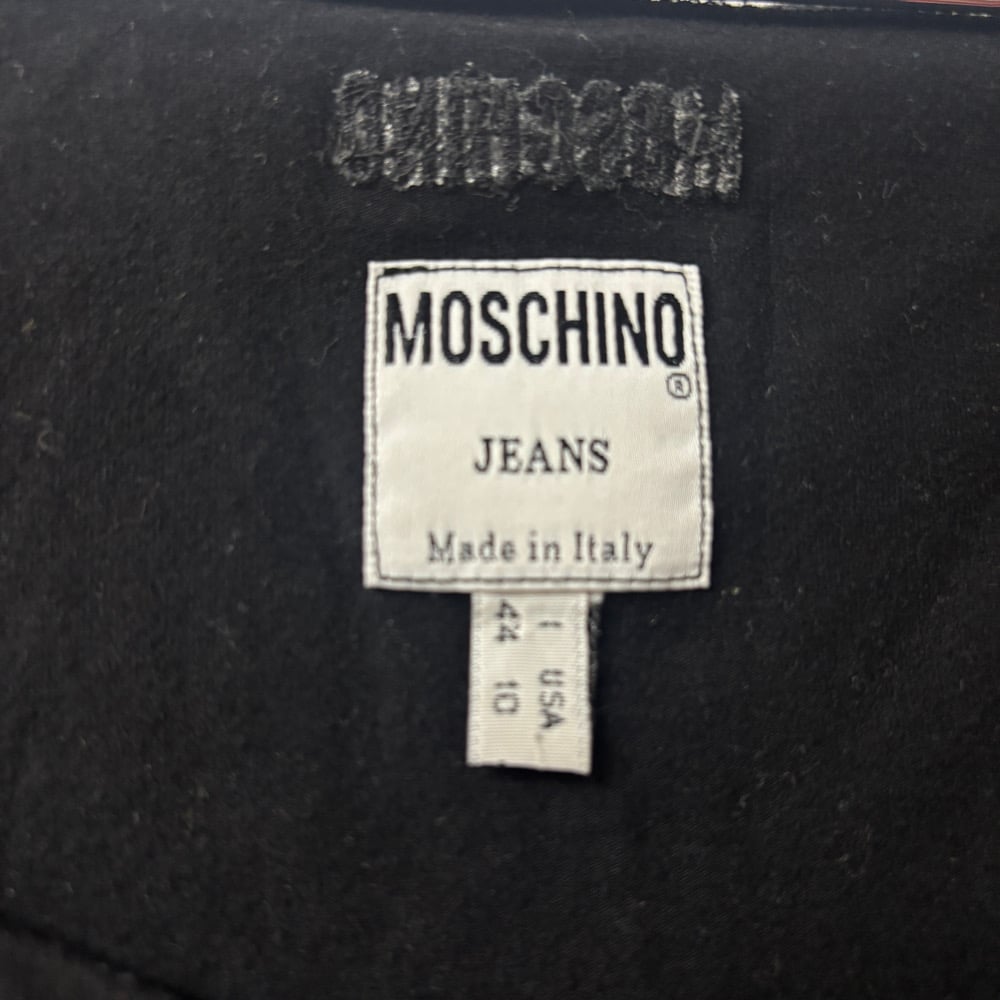 MOSCHINO
®
JEANS
Made in Italy
I USA
44 10